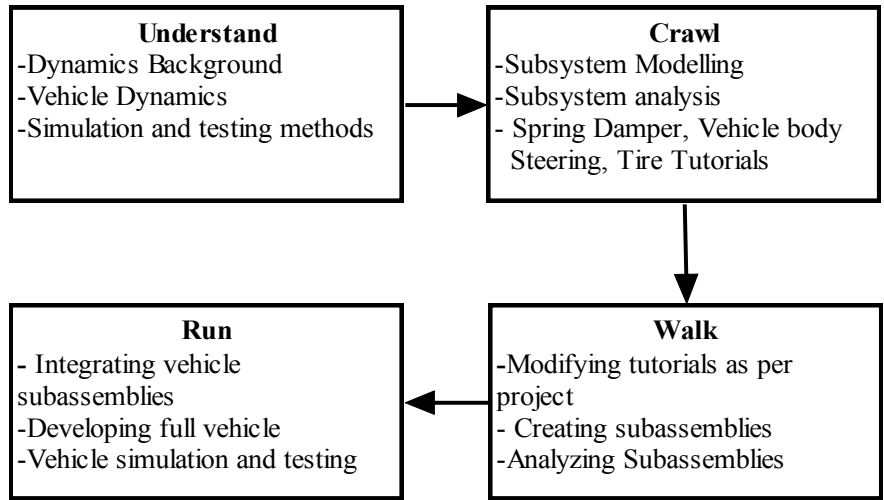 Understand
-Dynamics Background
-Vehicle Dynamics
-Simulation and testing methods
Crawl
-Subsystem Modelling
-Subsystem analysis
- Spring Damper, Vehicle body
Steering, Tire Tutorials
Walk
-Modifying tutorials as per
project
- Creating subassemblies
-Analyzing Subassemblies
Run
- Integrating vehicle
subassemblies
-Developing full vehicle
-Vehicle simulation and testing